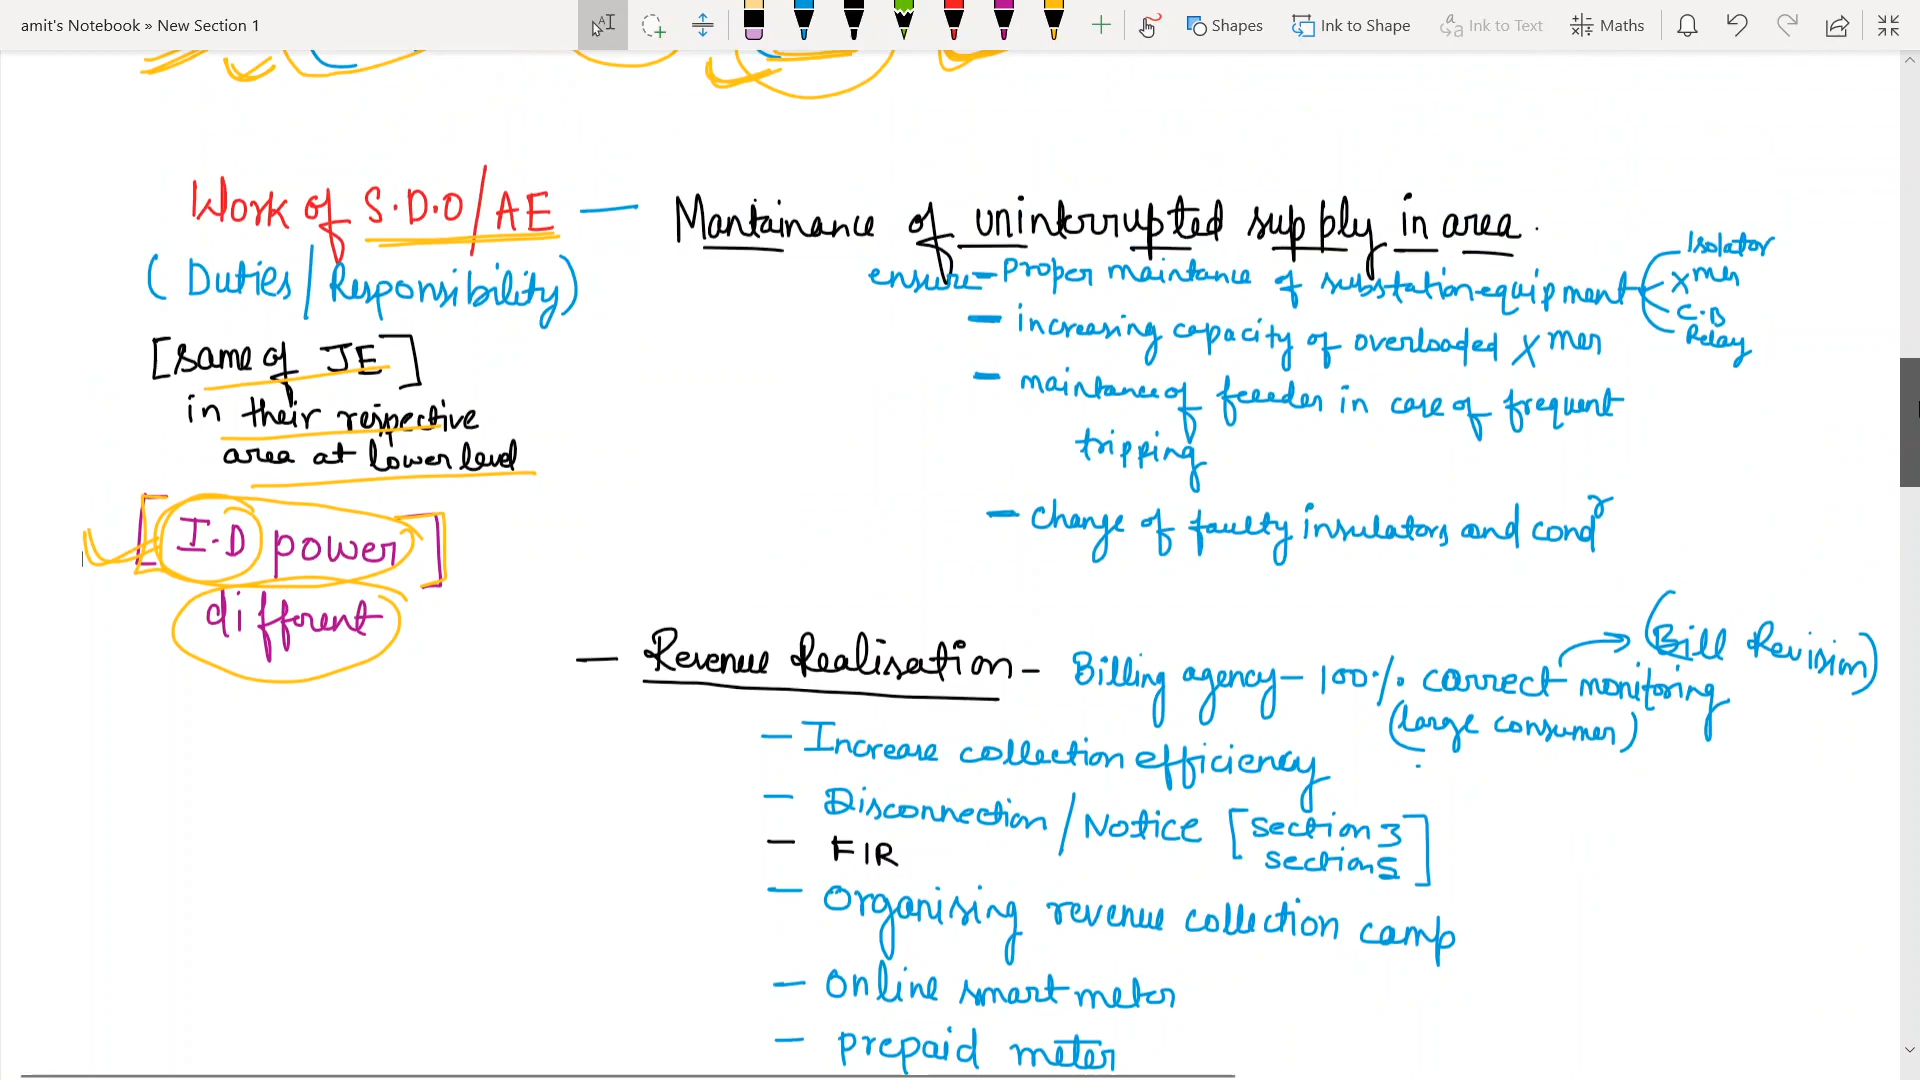 amit's Notebook » New Section 1
Shapes
Ink to Shape
Ink to Text
Maths
Work of S.D.O/AE — Mantainance of uninterrupted supply in area.
(Duties/Responsibility)
[same of JE]
in their respective
area at lower level
[I.D power]
different
ensure - Proper maintance of substation equipment
Isolator
Xmer
C.B
Relay
- increasing capacity of overloaded Xmer
- maintance of feeeder in case of frequent
tripping
- change of faulty insulators and cond r
- Revenue Realisation - Billing agency - 100% correct monitoring
(Bill Revision)
(large consumer)
- Increase collection efficiency
- Disconnection/Notice [section 3
section 5]
- FIR
- Organising revenue collection camp
- Online smart meter
- prepaid meter